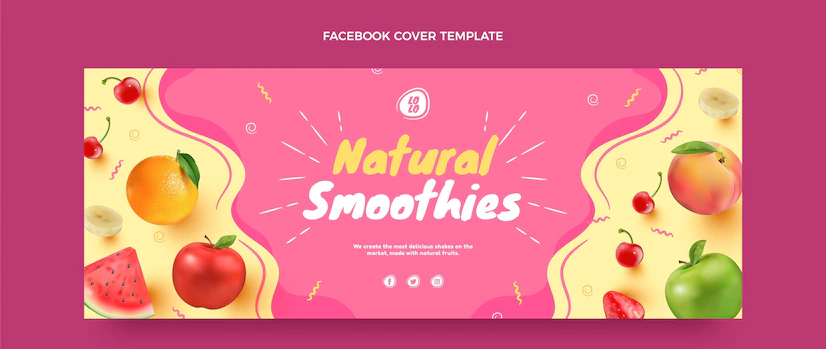 FACEBOOK COVER TEMPLATE
LO
LO
Natural
Smoothies
We create the most delicious shakes on the
market, made with natural fruits.